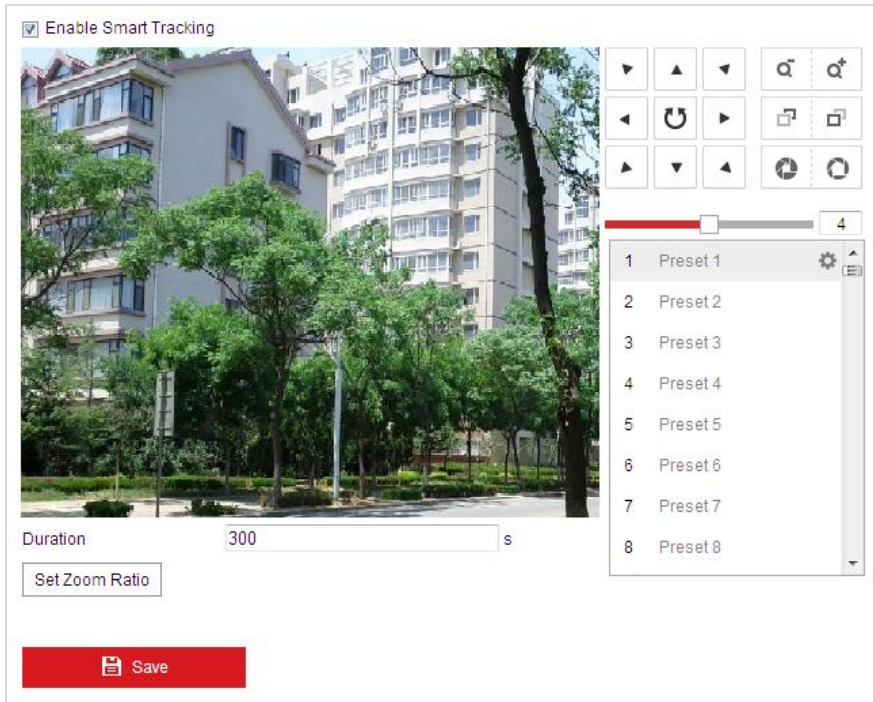 Enable Smart Tracking
4
1 Preset 1
2 Preset 2
3 Preset 3
4 Preset 4
5 Preset 5
6 Preset 6
7 Preset 7
8 Preset 8
Duration 300 s
Set Zoom Ratio
Save